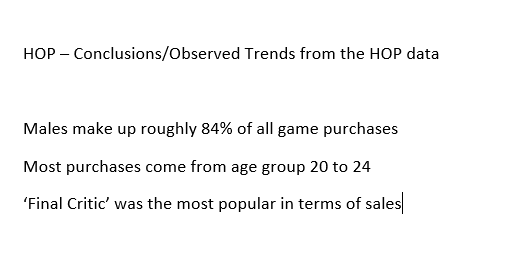 HOP – Conclusions/Observed Trends from the HOP data
Males make up roughly 84% of all game purchases
Most purchases come from age group 20 to 24
‘Final Critic’ was the most popular in terms of sales